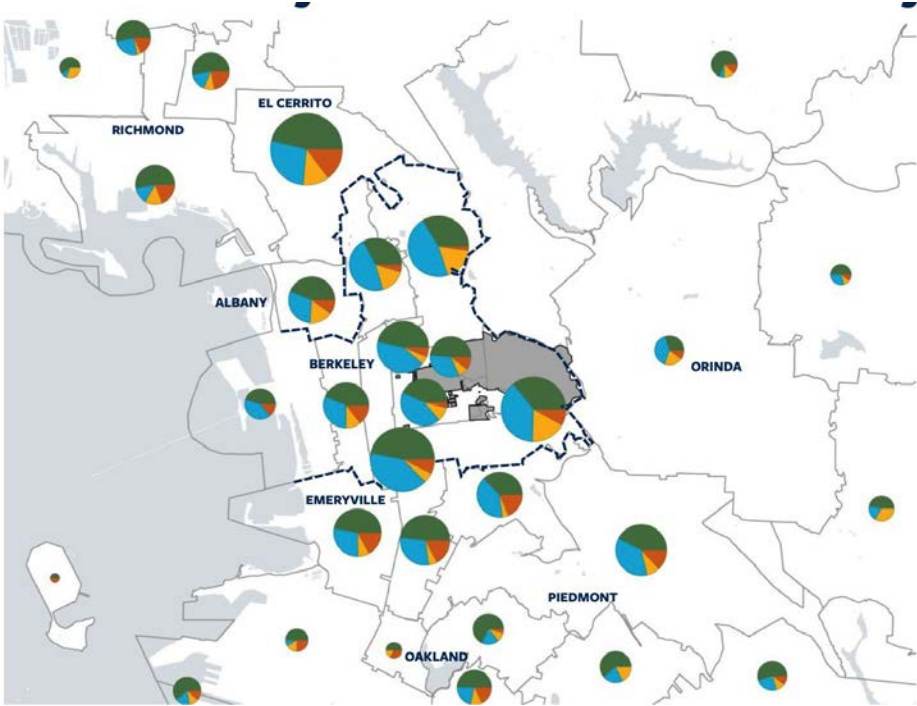 EL CERRITO
RICHMOND
ALBANY
BERKELEY
ORINDA
EMERYVILLE
PIEDMONT
OAKLAND